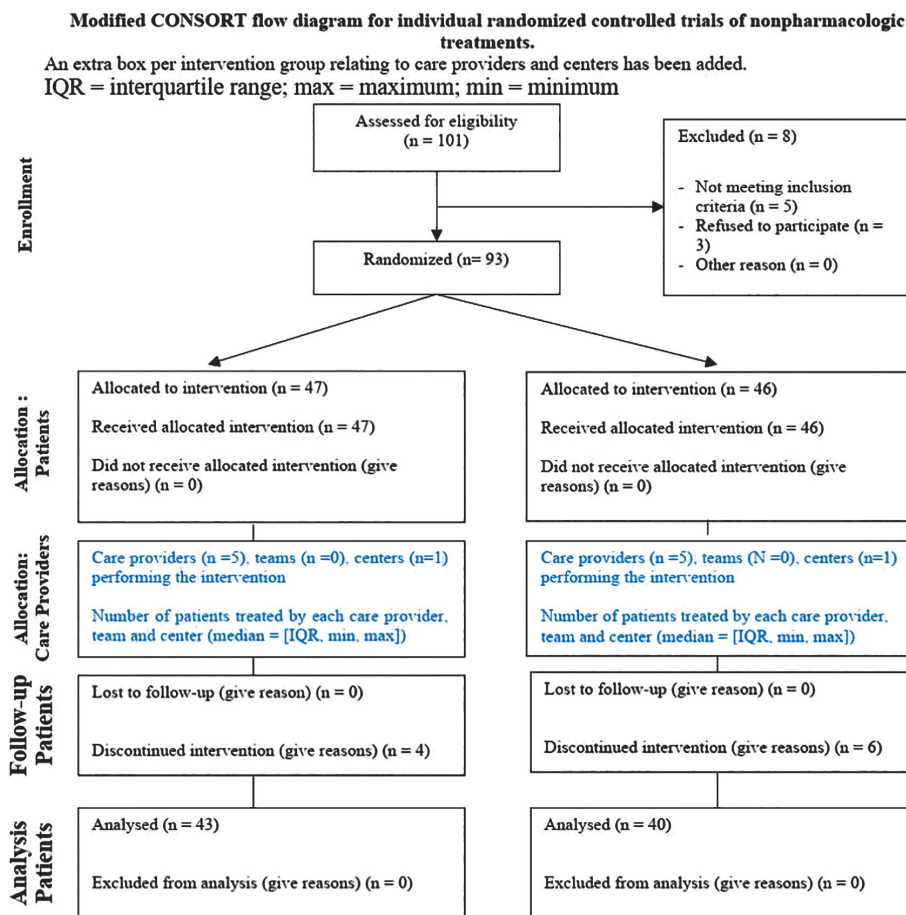 Modified CONSORT flow diagram for individual randomized controlled trials of nonpharmacologic
treatments.
An extra box per intervention group relating to care providers and centers has been added.
IQR = interquartile range; max = maximum; min = minimum
Enrollment
Assessed for eligibility
(n = 101)
Excluded (n = 8)
- Not meeting inclusion
criteria (n = 5)
- Refused to participate (n =
3)
- Other reason (n = 0)
Randomized (n= 93)
Allocation :
Patients
Allocated to intervention (n = 47)
Received allocated intervention (n = 47)
Did not receive allocated intervention (give
reasons) (n = 0)
Allocated to intervention (n = 46)
Received allocated intervention (n = 46)
Did not receive allocated intervention (give
reasons) (n = 0)
Allocation:
Care Providers
Care providers (n =5), teams (n =0), centers (n=1)
performing the intervention
Number of patients treated by each care provider,
team and center (median = [IQR, min, max])
Care providers (n =5), teams (N =0), centers (n=1)
performing the intervention
Number of patients treated by each care provider,
team and center (median = [IQR, min, max])
Follow-up
Patients
Lost to follow-up (give reason) (n = 0)
Discontinued intervention (give reasons) (n = 4)
Lost to follow-up (give reason) (n = 0)
Discontinued intervention (give reasons) (n = 6)
Analysis
Patients
Analysed (n = 43)
Excluded from analysis (give reasons) (n = 0)
Analysed (n = 40)
Excluded from analysis (give reasons) (n = 0)